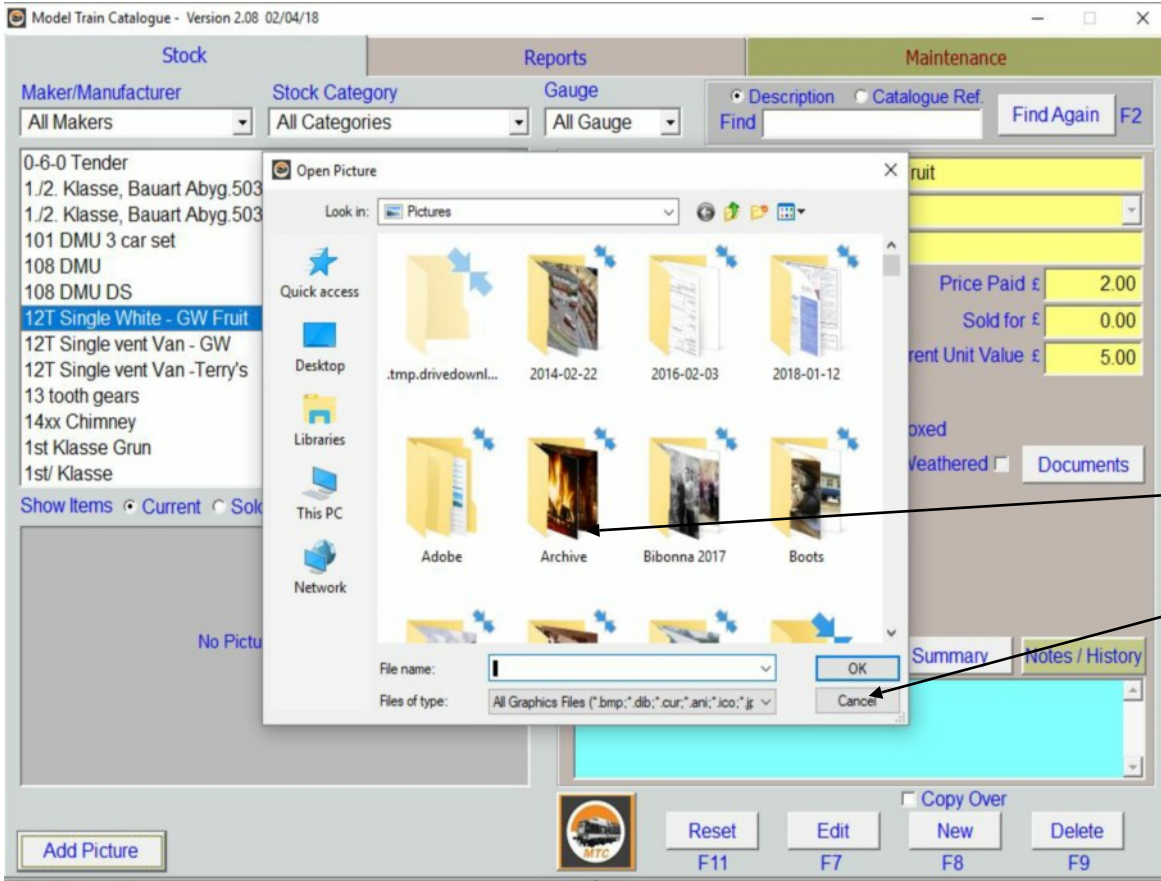 Model Train Catalogue - Version 2.08 02/04/18
Stock
Reports
Maintenance
Maker/Manufacturer
Stock Category
Gauge
All Makers
All Categories
All Gauge
Description
Catalogue Ref.
Find
Find Again
F2
0-6-0 Tender
1./2. Klasse, Bauart Abyg.503
1./2. Klasse, Bauart Abyg.503
101 DMU 3 car set
108 DMU
108 DMU DS
12T Single White - GW Fruit
12T Single vent Van - GW
12T Single vent Van -Terry's
13 tooth gears
14xx Chimney
1st Klasse Grun
1st/ Klasse
Show Items Current Sold
No Pictu
Add Picture
Open Picture
Look in:
Pictures
Quick access
Desktop
Libraries
This PC
Network
.tmp.drivedownl...
2014-02-22
2016-02-03
2018-01-12
Adobe
Archive
Bibonna 2017
Boots
File name:
OK
Files of type:
All Graphics Files (*.bmp;*.dib;*.cur;*.ani;*.ico;*.jp
Cancel
ruit
Price Paid £ 2.00
Sold for £ 0.00
rent Unit Value £ 5.00
oxed
Weathered
Documents
Summary
Notes / History
MTC
Copy Over
Reset
Edit
New
Delete
F11
F7
F8
F9